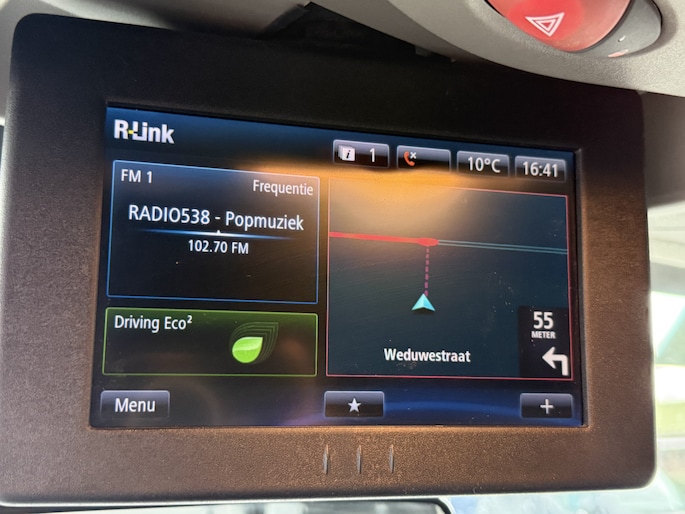 R-Link
1
10°C
16:41
FM 1
Frequentie
RADIO538 - Popmuziek
102.70 FM
Driving Eco²
Weduwestraat
55
METER
Menu